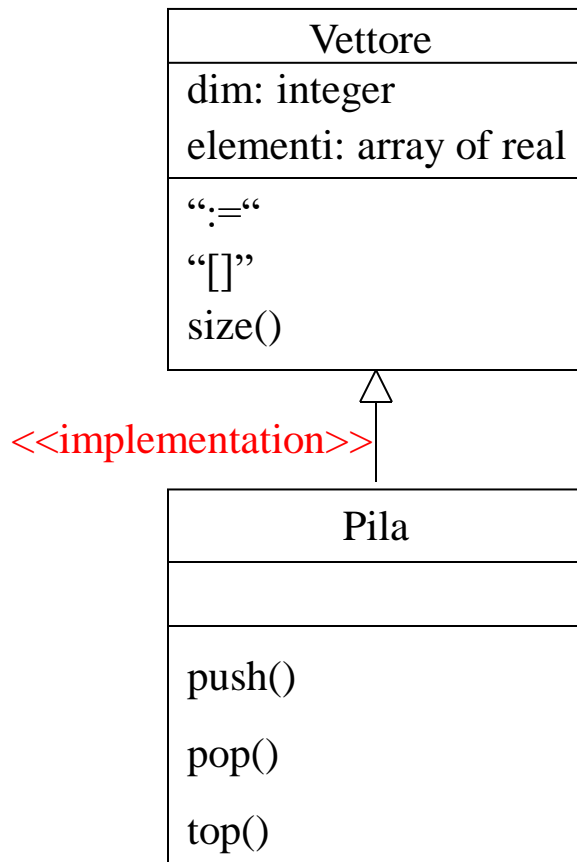 Vettore
dim: integer
elementi: array of real
“:=“
“[]”
size()
<<implementation>>
Pila
push()
pop()
top()